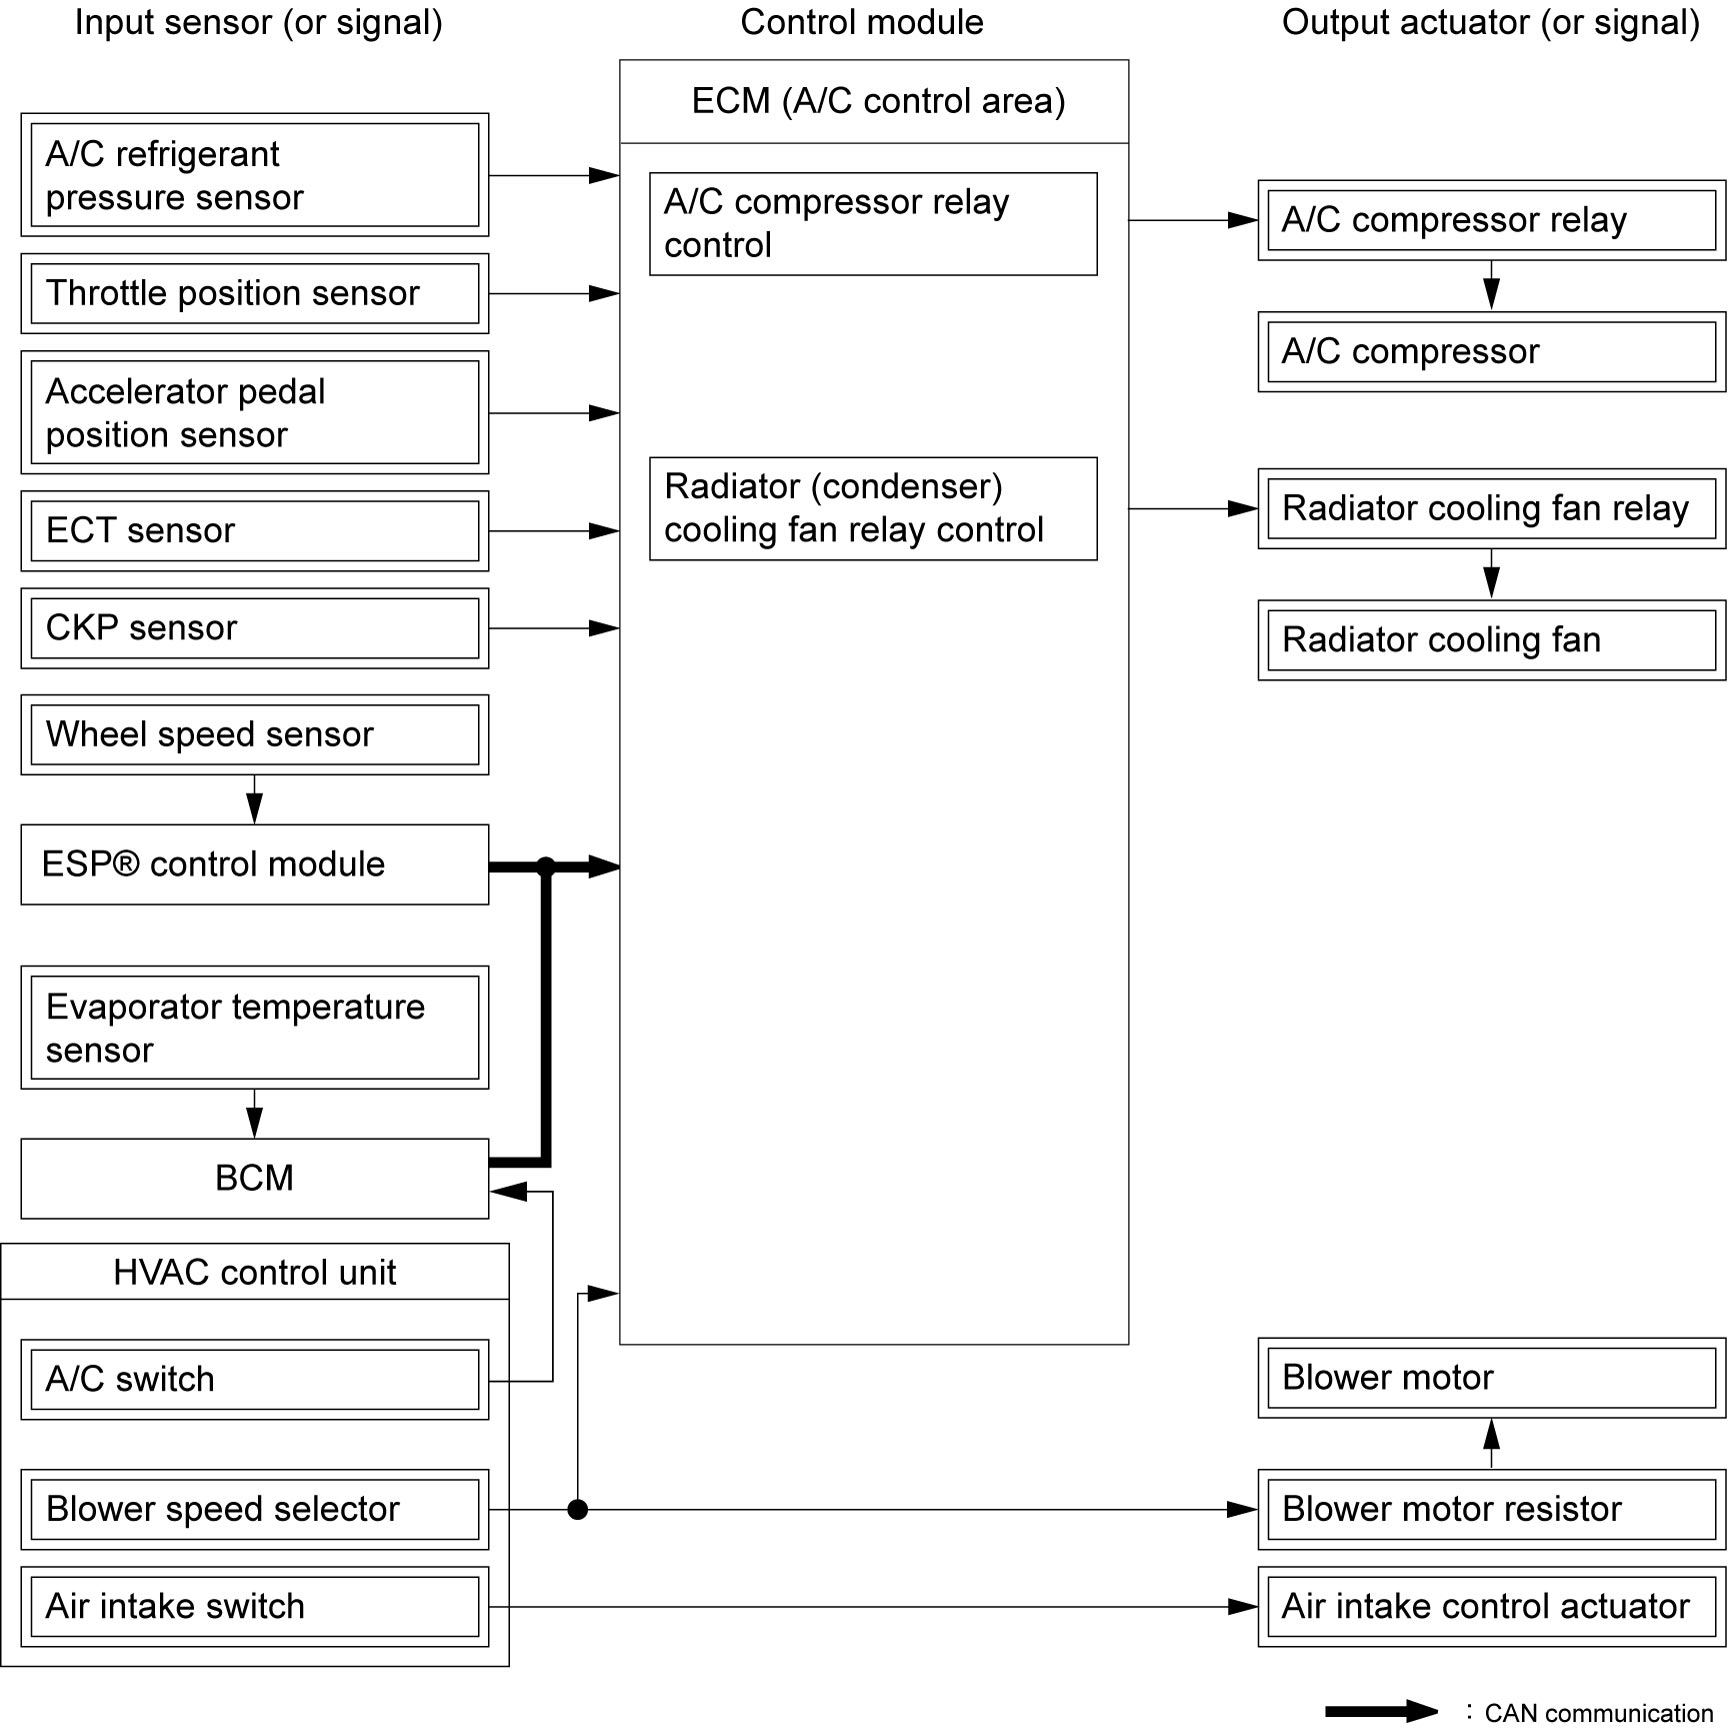 Input sensor (or signal)
Control module
Output actuator (or signal)
ECM (A/C control area)
A/C refrigerant
pressure sensor
Throttle position sensor
Accelerator pedal
position sensor
ECT sensor
CKP sensor
Wheel speed sensor
ESP® control module
Evaporator temperature
sensor
BCM
HVAC control unit
A/C switch
Blower speed selector
Air intake switch
A/C compressor relay
control
Radiator (condenser)
cooling fan relay control
A/C compressor relay
A/C compressor
Radiator cooling fan relay
Radiator cooling fan
Blower motor
Blower motor resistor
Air intake control actuator
: CAN communication